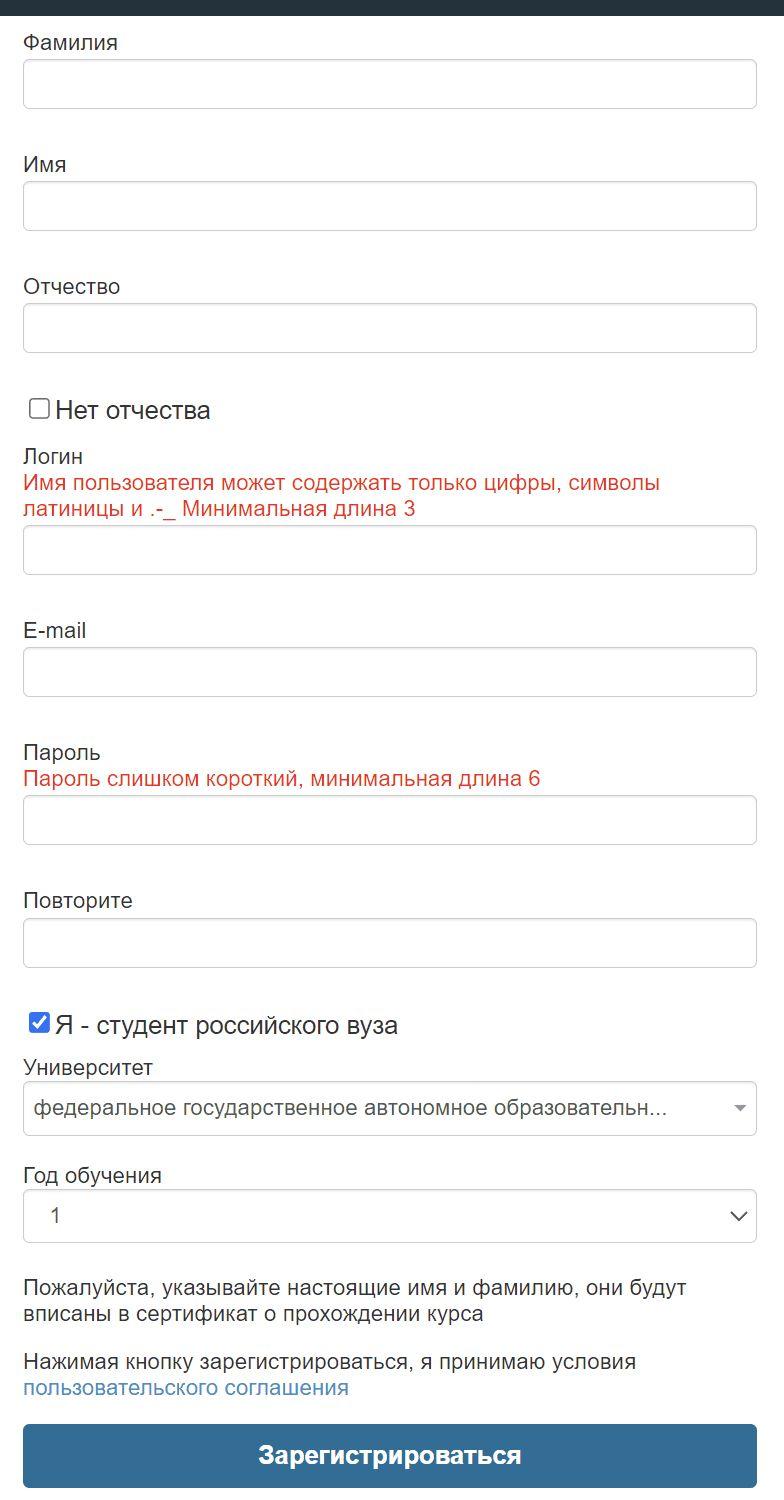 Фамилия
Имя
Отчество
Нет отчества
Логин
Имя пользователя может содержать только цифры, символы
латиницы и .-_ Минимальная длина 3
E-mail
Пароль
Пароль слишком короткий, минимальная длина 6
Повторите
Я - студент российского вуза
Университет
федеральное государственное автономное образовательн...
Год обучения
1
Пожалуйста, указывайте настоящие имя и фамилию, они будут
вписаны в сертификат о прохождении курса
Нажимая кнопку зарегистрироваться, я принимаю условия
пользовательского соглашения
Зарегистрироваться